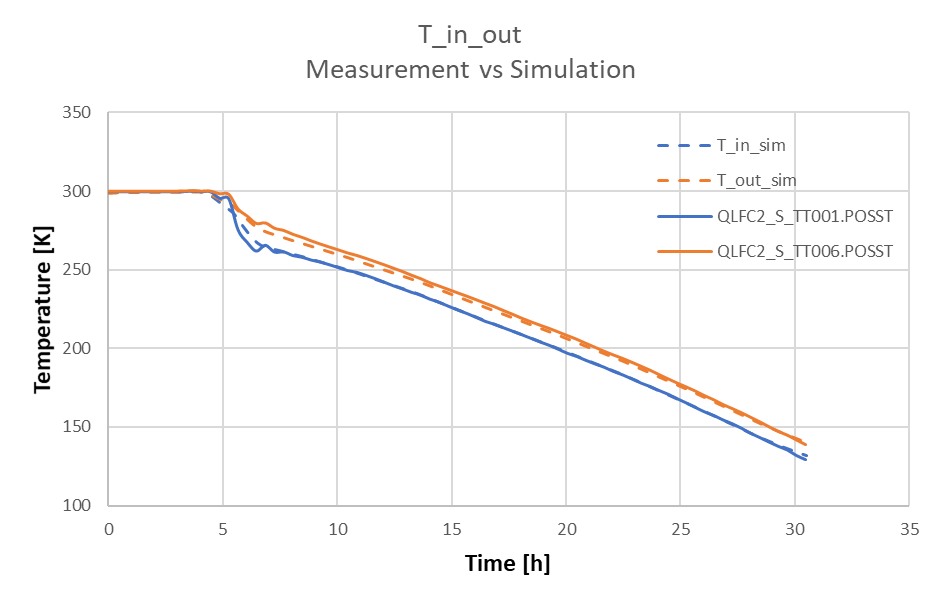 T_in_out
Measurement vs Simulation
350
300
250
200
150
100
Temperature [K]
T_in_sim
T_out_sim
QLFC2_S_TT001.POSST
QLFC2_S_TT006.POSST
0 5 10 15 20 25 30 35
Time [h]